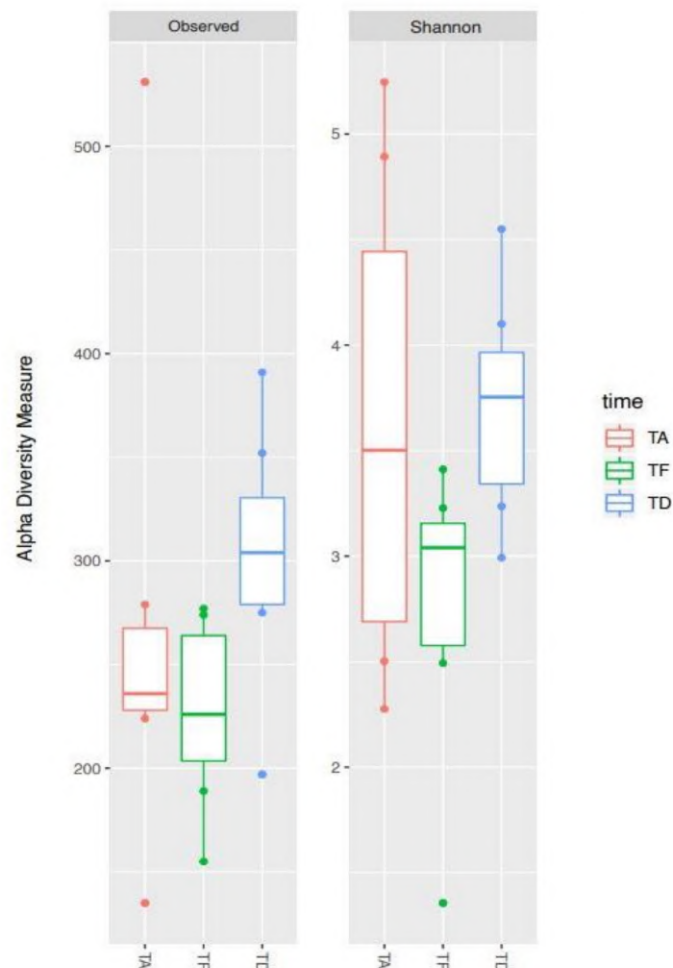 Observed
Shannon
Alpha Diversity Measure
500
400
300
200
5
4
3
2
time
TA
TF
TD
TA
TF
TD
TA
TF
TD